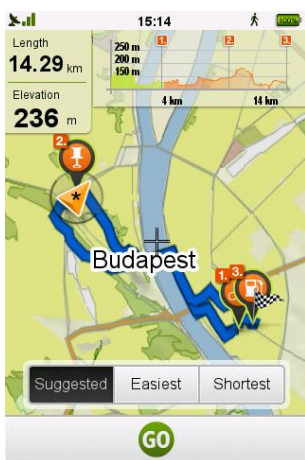 15:14
100%
Length
14.29 km
Elevation
236 m
250 m
200 m
150 m
1.
2.
3.
4 km
14 km
2.
Budapest
1.
3.
Suggested
Easiest
Shortest
GO